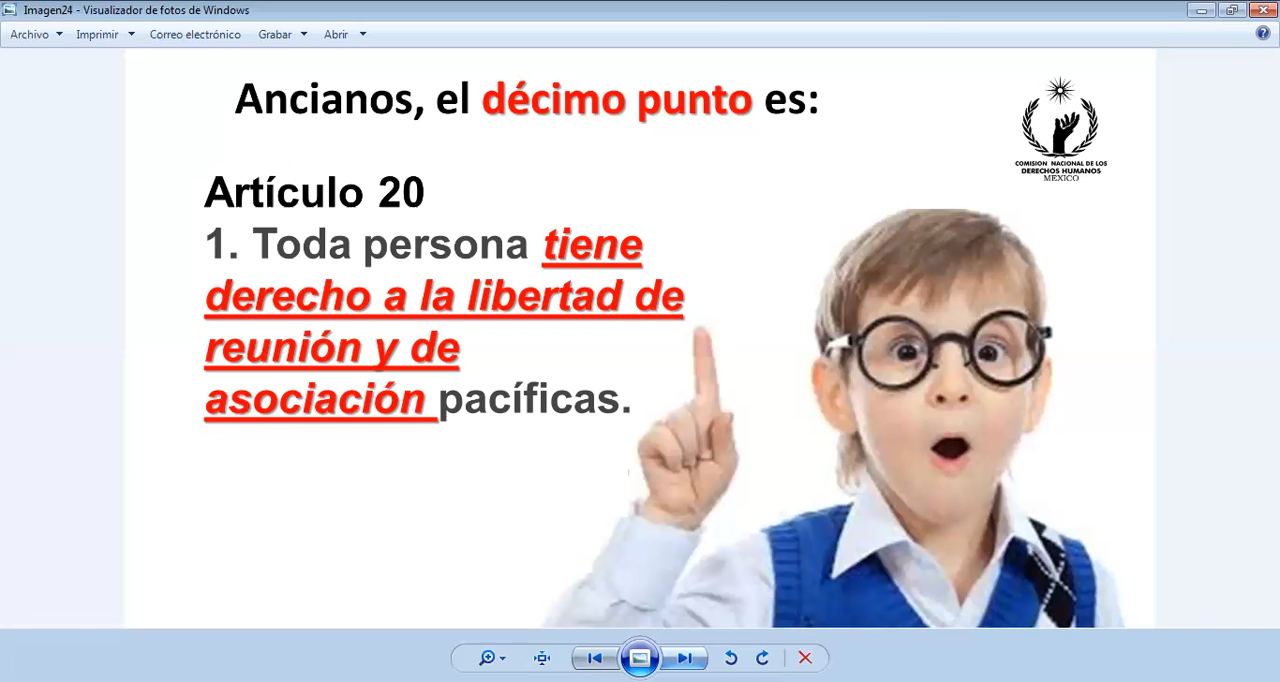 Imagen24 - Visualizador de fotos de Windows
Archivo Imprimir Correo electrónico Grabar Abrir
Ancianos, el décimo punto es:
COMISION NACIONAL DE LOS
DERECHOS HUMANOS
MEXICO
Artículo 20
1. Toda persona tiene
derecho a la libertad de
reunión y de
asociación pacíficas.